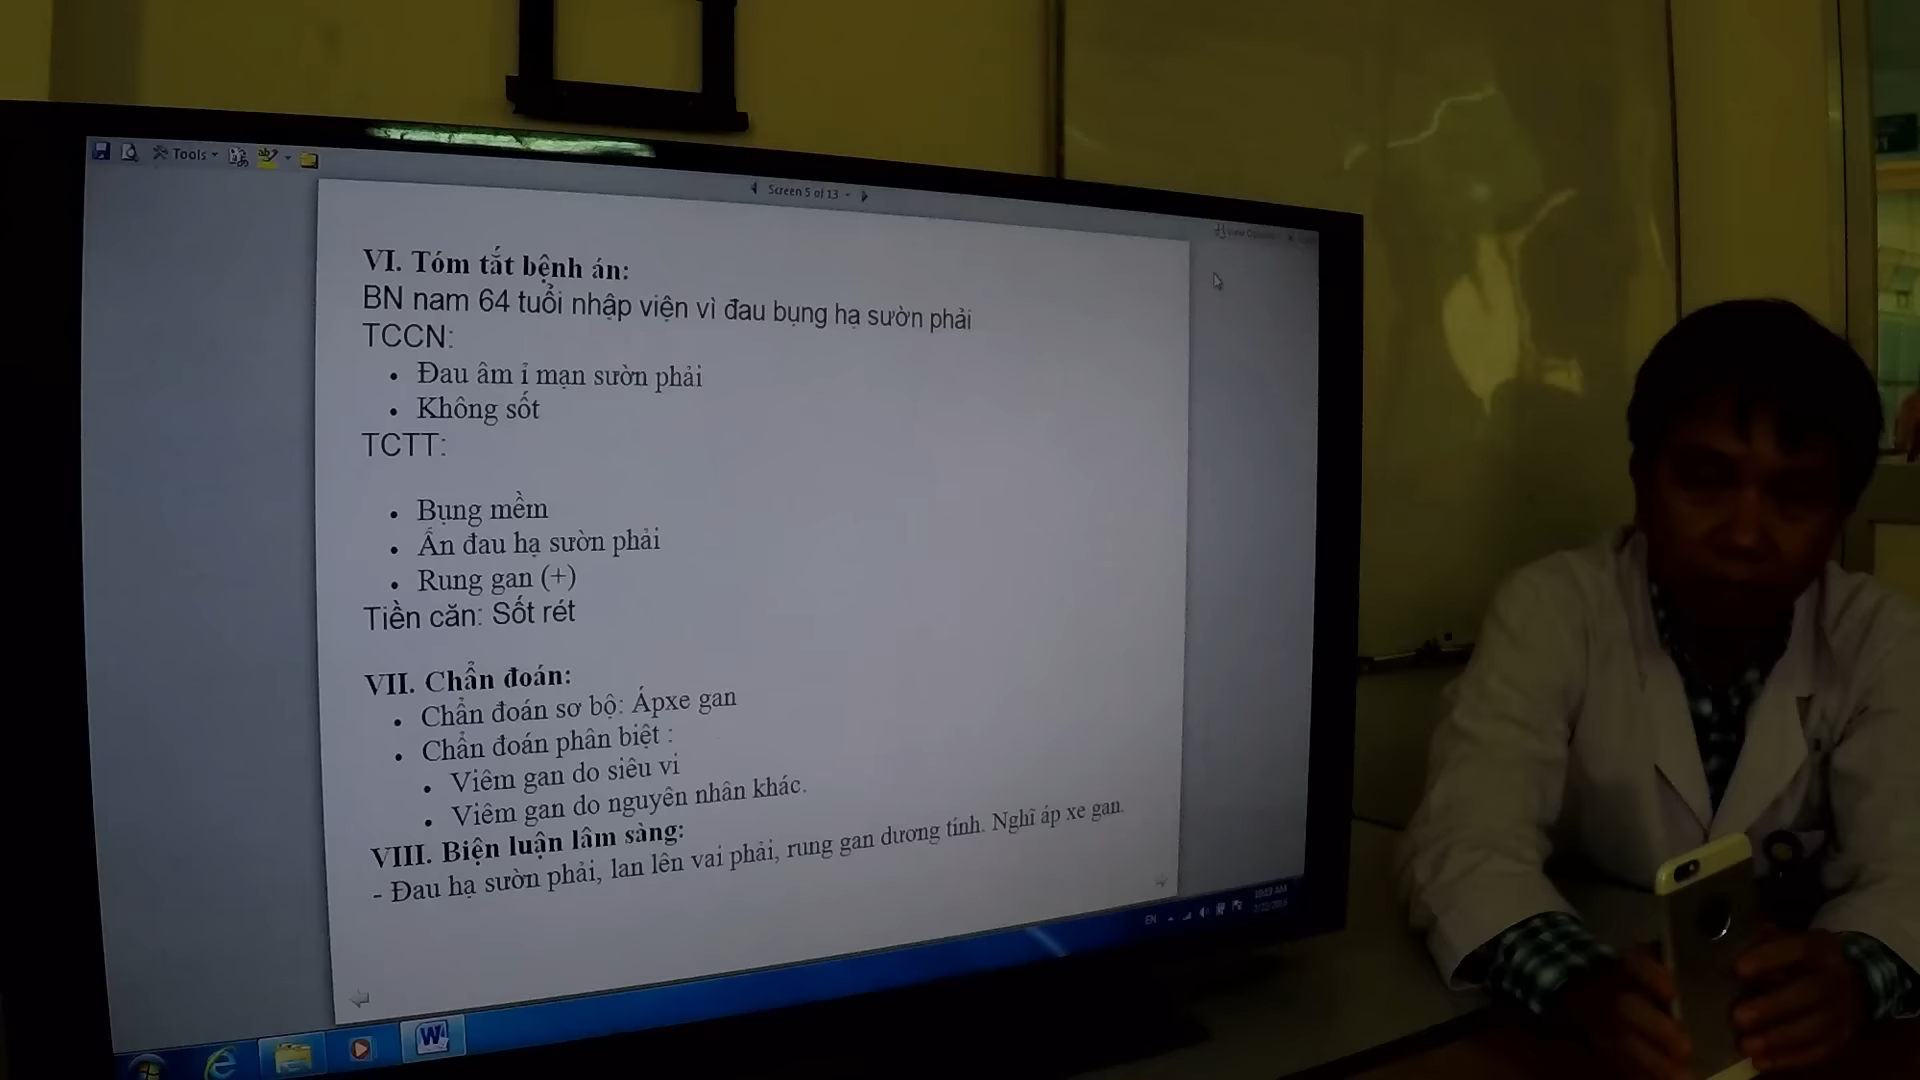 Tools
Screen 5 of 13
VI. Tóm tắt bệnh án:
BN nam 64 tuổi nhập viện vì đau bụng hạ sườn phải
TCCN:
• Đau âm ỉ mạn sườn phải
• Không sốt
TCTT:
• Bụng mềm
• Ấn đau hạ sườn phải
• Rung gan (+)
Tiền căn: Sốt rét
VII. Chẩn đoán:
• Chẩn đoán sơ bộ: Ápxe gan
• Chẩn đoán phân biệt :
• Viêm gan do siêu vi
• Viêm gan do nguyên nhân khác.
VIII. Biện luận lâm sàng:
- Đau hạ sườn phải, lan lên vai phải, rung gan dương tính. Nghĩ áp xe gan.
EN